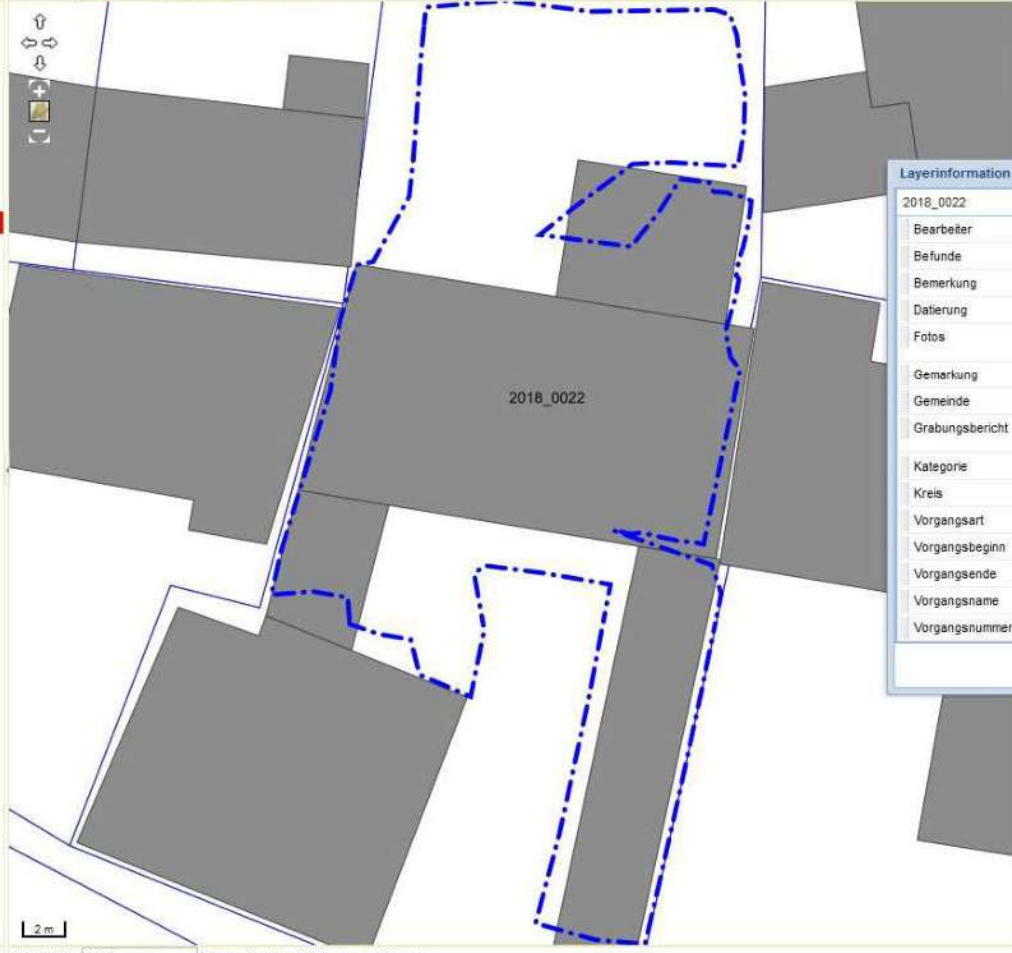 Layerinformation
2018_0022
Bearbeiter
Befunde
Bemerkung
Datierung
Fotos
Gemarkung
Gemeinde
Grabungsbericht
Kategorie
Kreis
Vorgangsart
Vorgangsbeginn
Vorgangsende
Vorgangsname
Vorgangsnummer
2018_0022
2 m